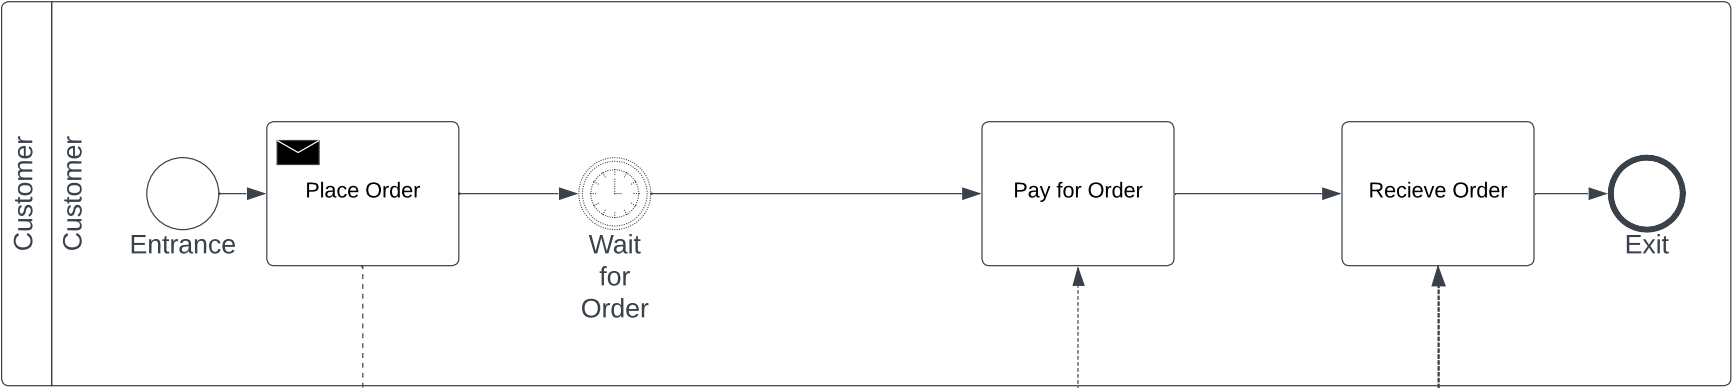 Customer
Customer
Entrance
Place Order
Wait
for
Order
Pay for Order
Recieve Order
Exit